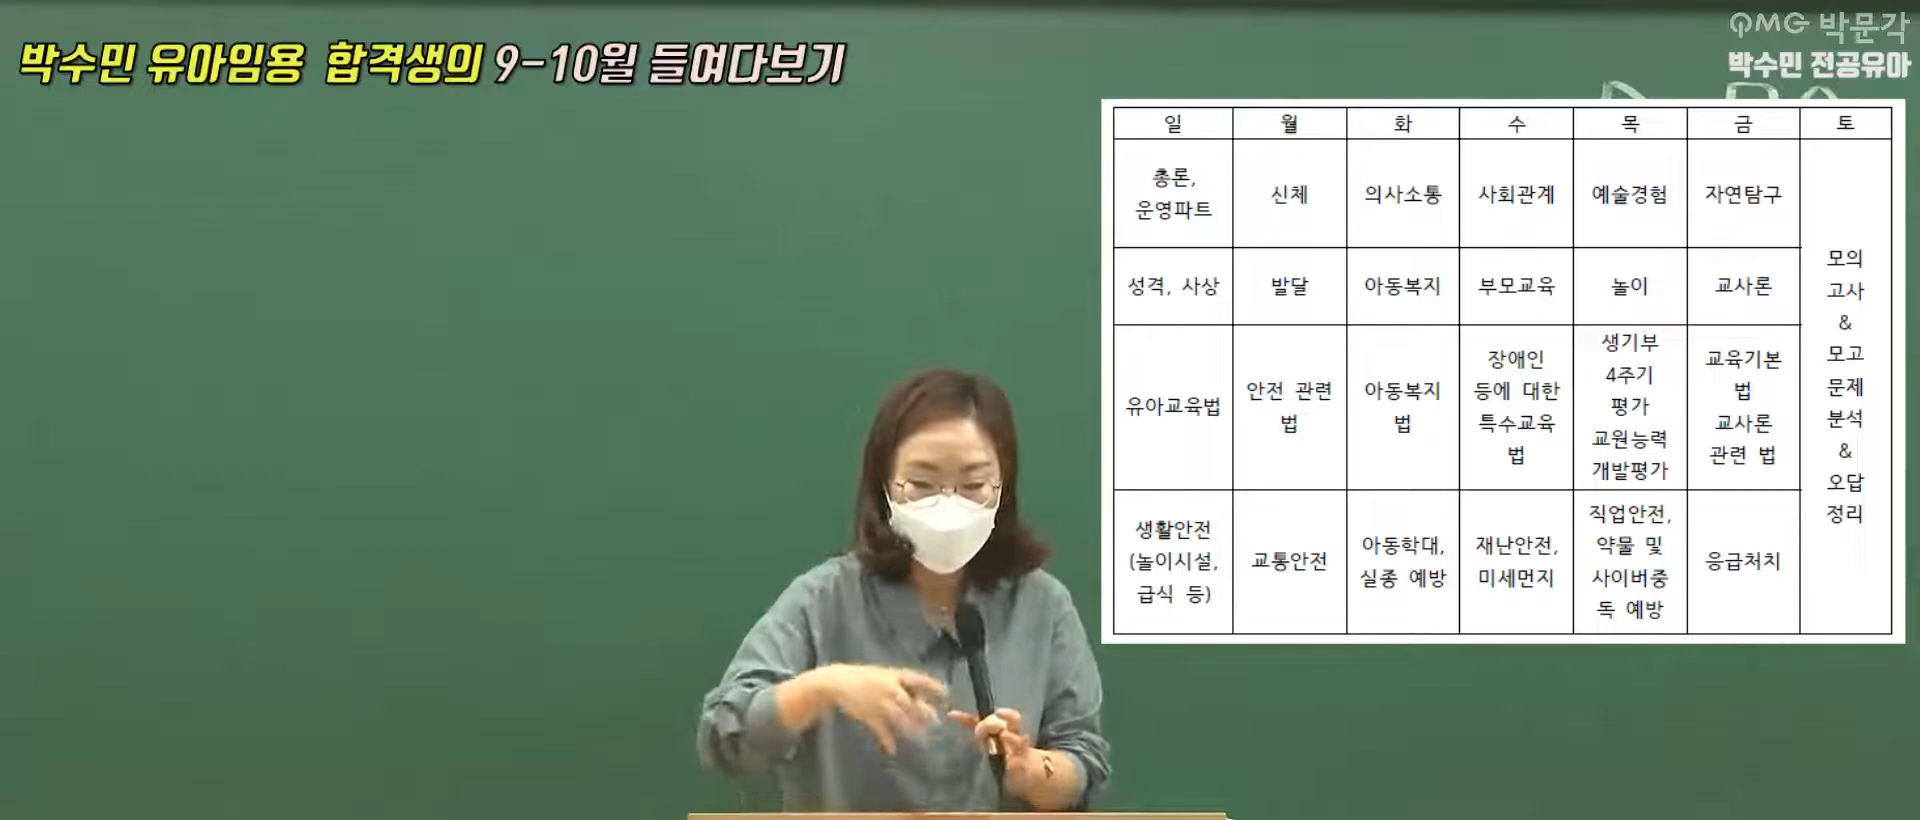 박수민 유아임용 합격생의 9-10월 들여다보기
QMG 박문각
박수민 전공유아
일 월 화 수 목 금 토
총론,
운영파트
신체
의사소통
사회관계
예술경험
자연탐구
성격, 사상
발달
아동복지
부모교육
놀이
교사론
유아교육법
안전 관련
법
아동복지
법
장애인
등에 대한
특수교육
법
생기부
4주기
평가
교원능력
개발평가
교육기본
법
교사론
관련 법
생활안전
(놀이시설,
급식 등)
교통안전
아동학대,
실종 예방
재난안전,
미세먼지
직업안전,
약물 및
사이버중
독 예방
응급처치
모의
고사
&
모고
문제
분석
&
오답
정리